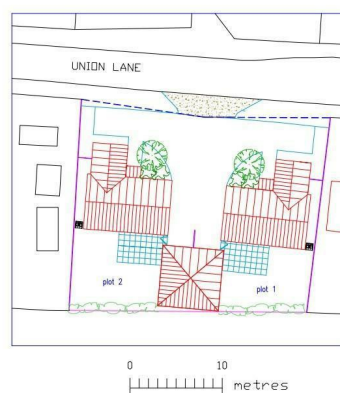 UNION LANE
plot 2
plot 1
0 10
metres